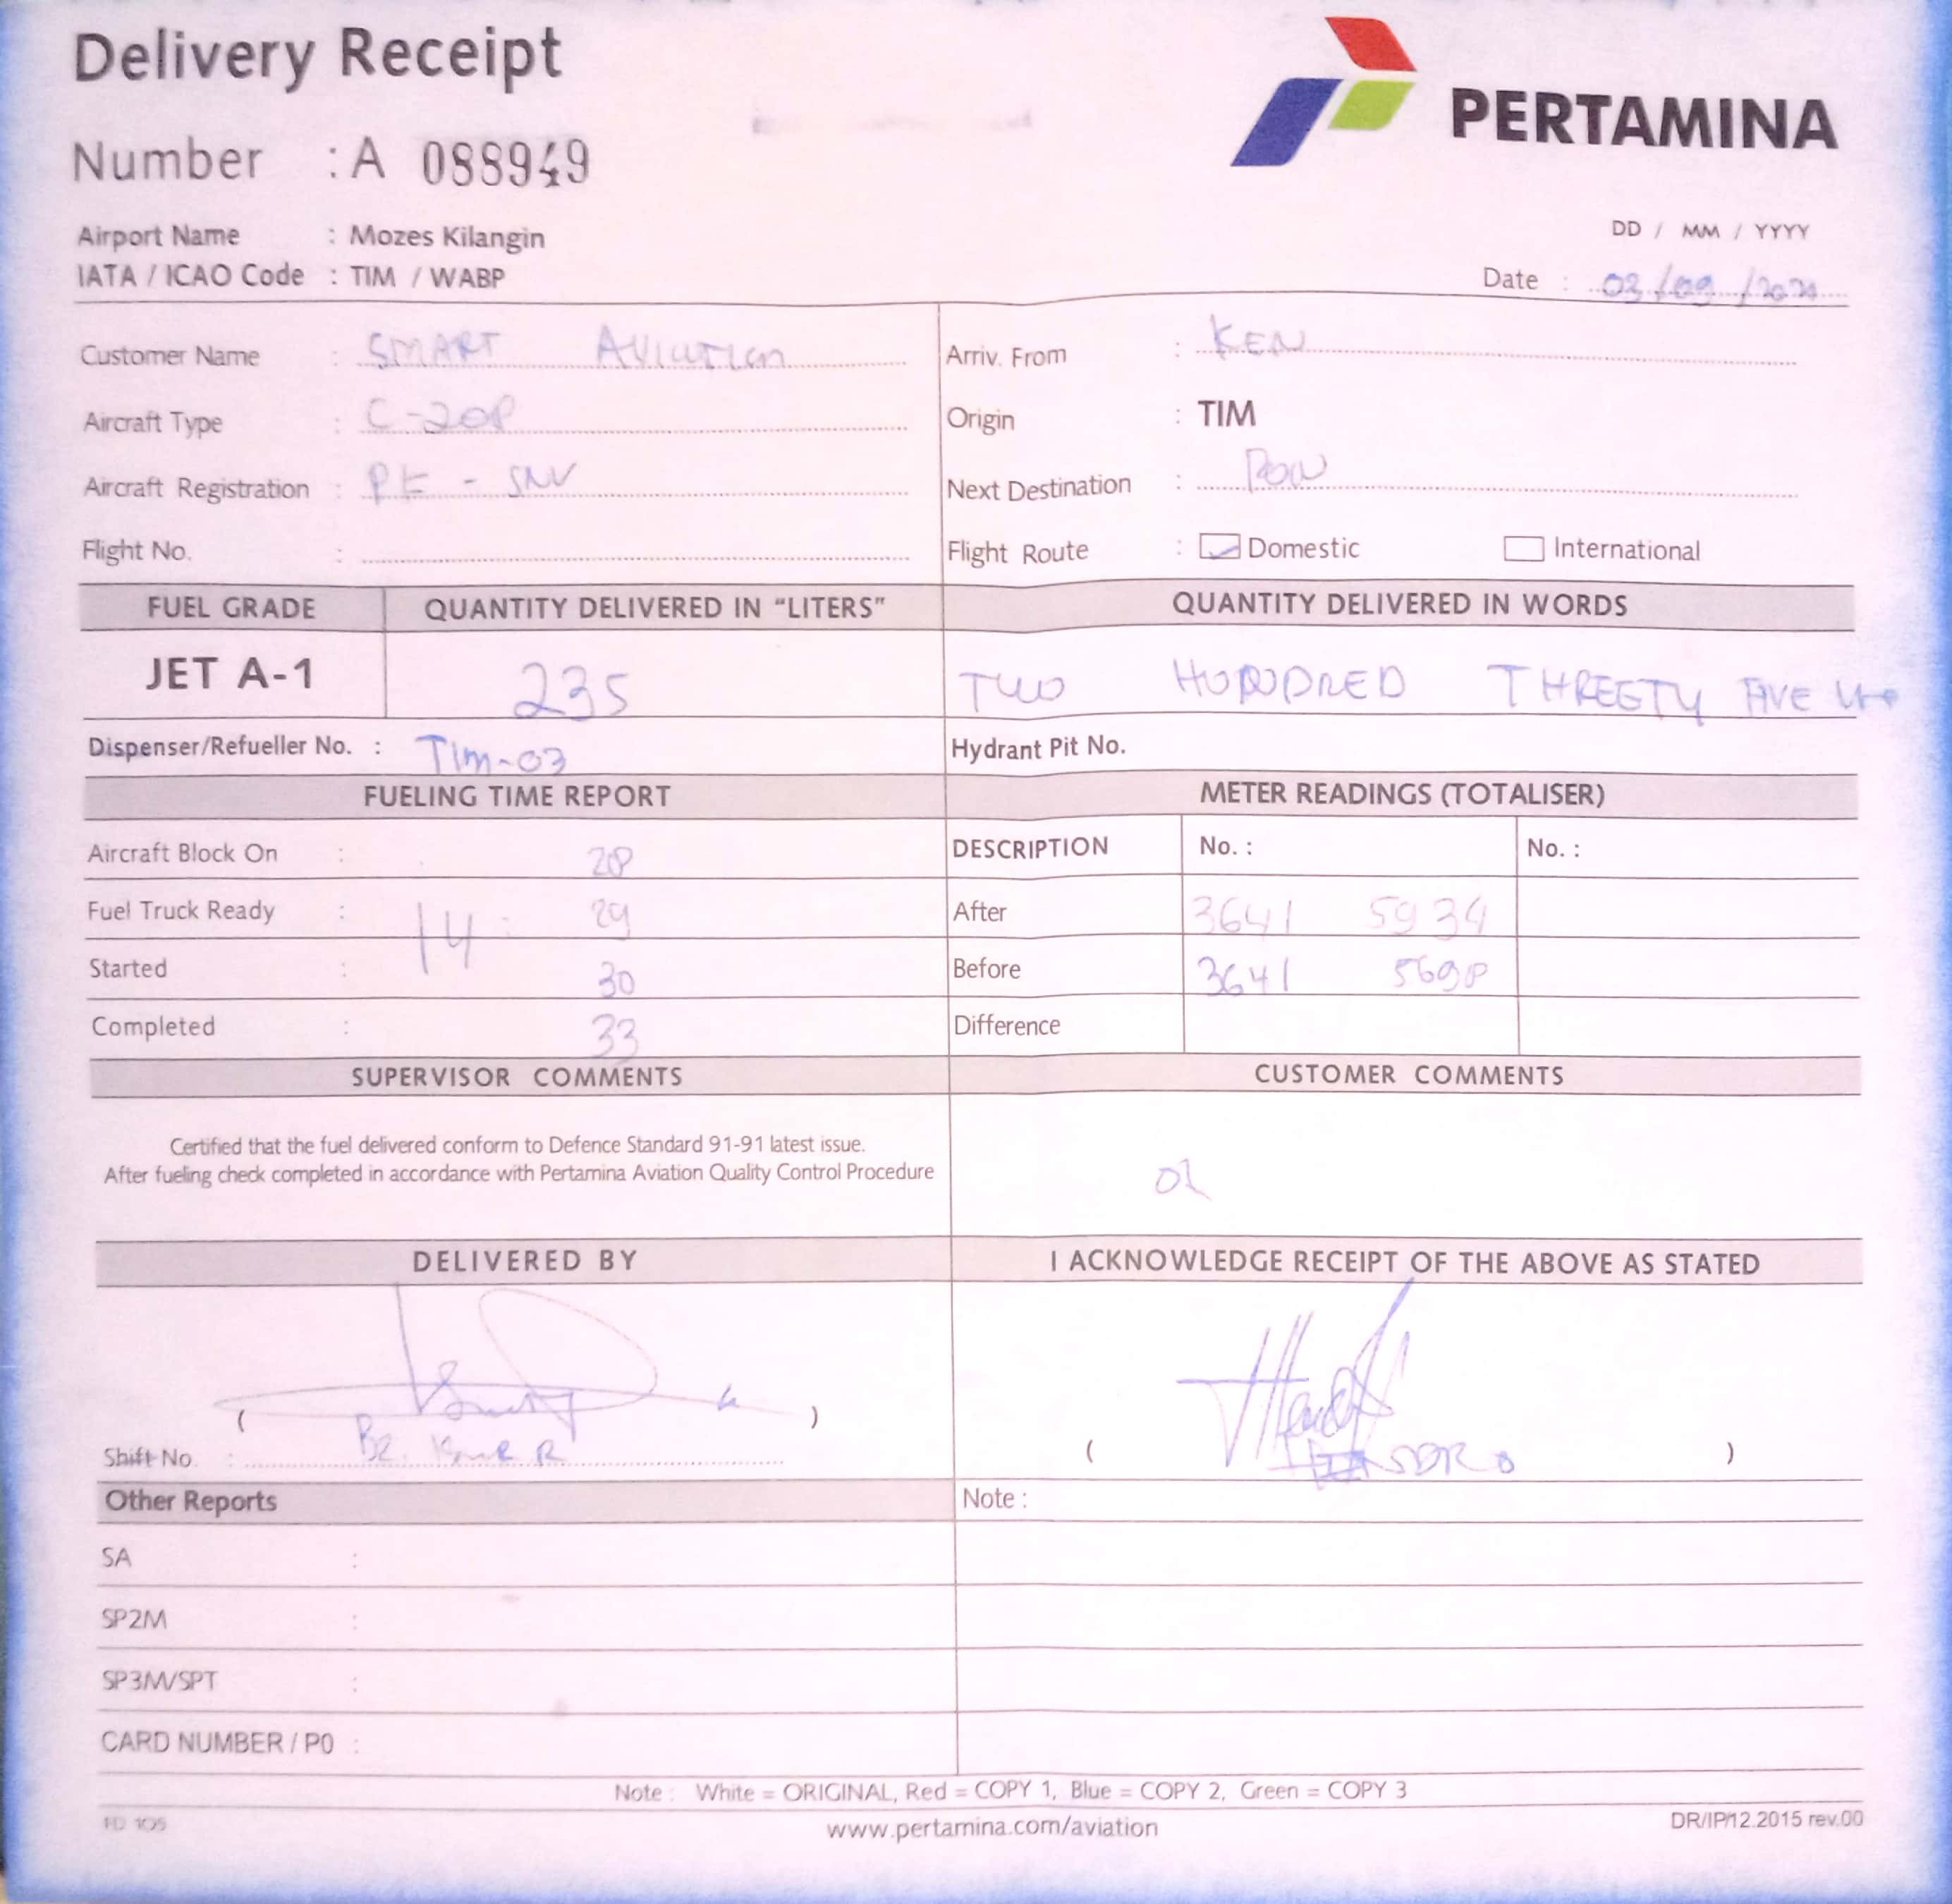 Delivery Receipt
PERTAMINA
Number : A 088949
Airport Name : Mozes Kilangin
IATA / ICAO Code : TIM / WABP
DD / MM / YYYY
Date : 03/09/2021
Customer Name : SMART AVIATION
Arriv. From : KEN
Aircraft Type : C-208
Origin : TIM
Aircraft Registration : PK - SNV
Next Destination :
Flight No. :
Flight Route : Domestic International
FUEL GRADE QUANTITY DELIVERED IN “LITERS” QUANTITY DELIVERED IN WORDS
JET A-1 235 TWO HUNDRED THREETY FIVE
Dispenser/Refueller No. : TIM-03 Hydrant Pit No.
FUELING TIME REPORT METER READINGS (TOTALISER)
Aircraft Block On : 28 DESCRIPTION No. : No. :
Fuel Truck Ready : 14 : 29 After 3641 5934
Started : 30 Before 3641 5698
Completed : 33 Difference
SUPERVISOR COMMENTS CUSTOMER COMMENTS
Certified that the fuel delivered conform to Defence Standard 91-91 latest issue.
After fueling check completed in accordance with Pertamina Aviation Quality Control Procedure
DELIVERED BY I ACKNOWLEDGE RECEIPT OF THE ABOVE AS STATED
( ) ( )
Shift No. :
Other Reports Note :
SA :
SP2M :
SP3M/SPT :
CARD NUMBER / P0 :
Note : White = ORIGINAL, Red = COPY 1, Blue = COPY 2, Green = COPY 3
FD 105 www.pertamina.com/aviation DR/IP/12.2015 rev.00